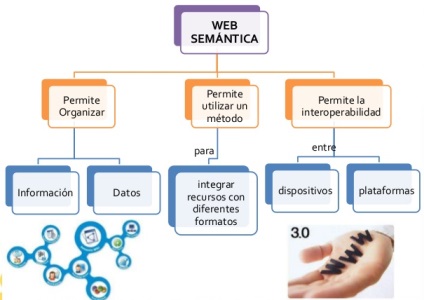 WEB
SEMÁNTICA
Permite
Organizar
Permite
utilizar un
método
Permite la
interoperabilidad
para
entre
Información
Datos
integrar
recursos con
diferentes
formatos
dispositivos
plataformas
3.0
WWW